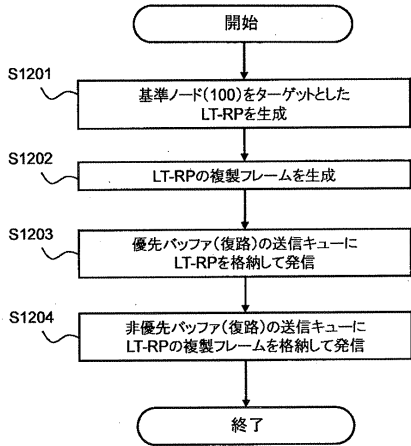 開始
S1201
基準ノード(100)をターゲットとした
LT-RPを生成
S1202
LT-RPの複製フレームを生成
S1203
優先バッファ(復路)の送信キューに
LT-RPを格納して発信
S1204
非優先バッファ(復路)の送信キューに
LT-RPの複製フレームを格納して発信
終了